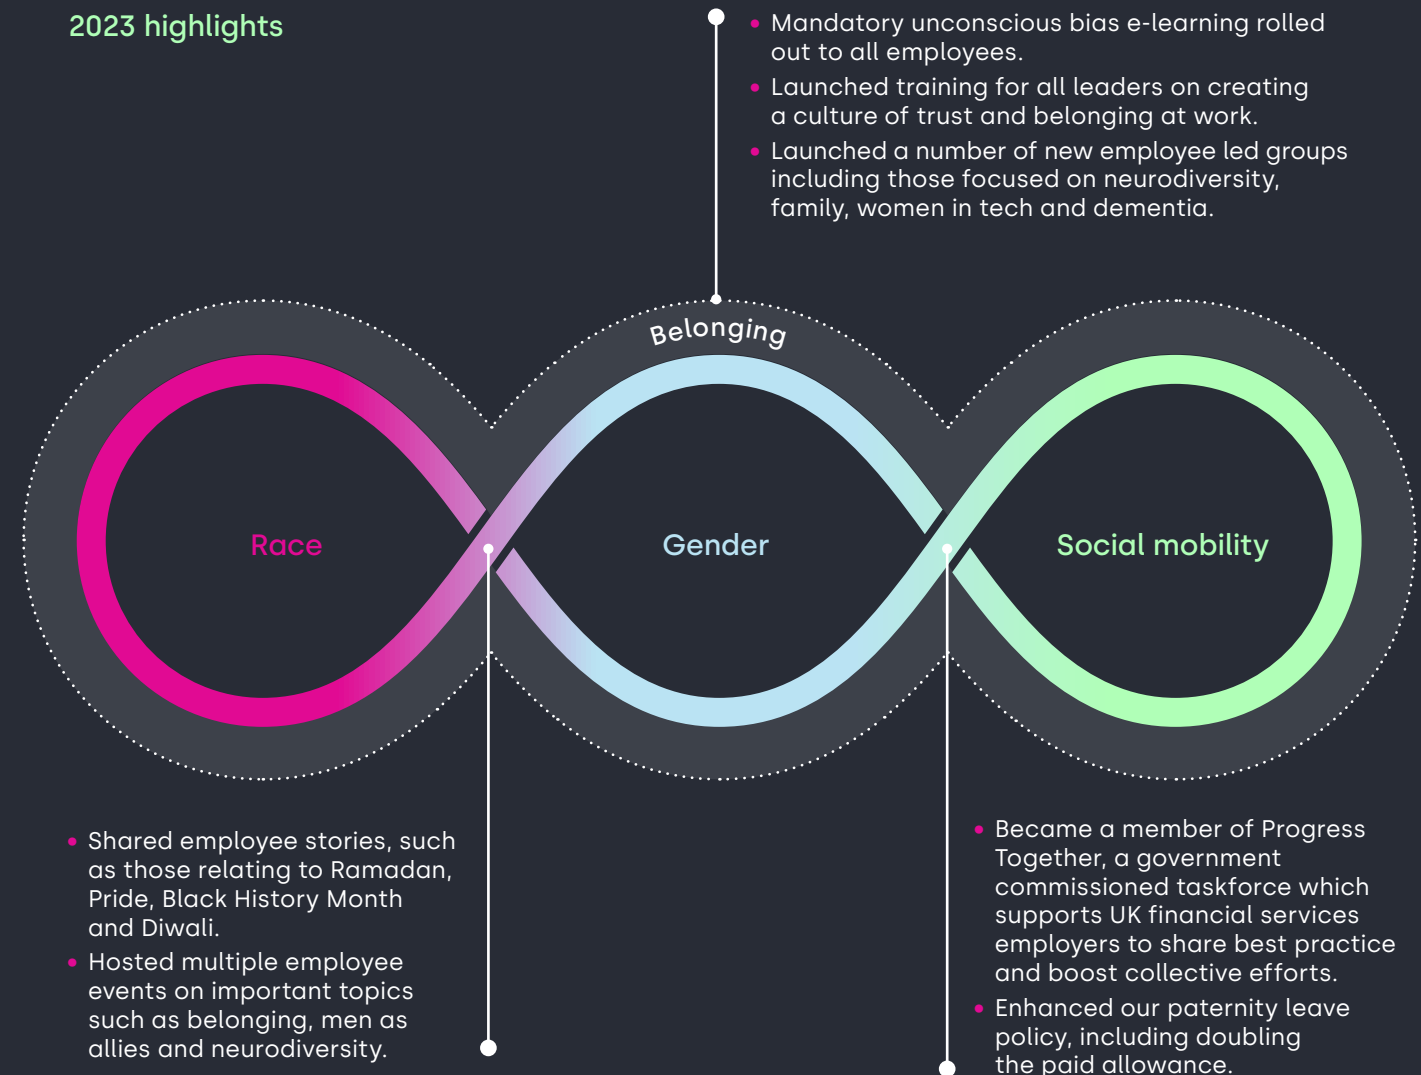 2023 highlights
Mandatory unconscious bias e-learning rolled
out to all employees.
Launched training for all leaders on creating
a culture of trust and belonging at work.
Launched a number of new employee led groups
including those focused on neurodiversity,
family, women in tech and dementia.
Belonging
Race
Gender
Social mobility
Shared employee stories, such
as those relating to Ramadan,
Pride, Black History Month
and Diwali.
Hosted multiple employee
events on important topics
such as belonging, men as
allies and neurodiversity.
Became a member of Progress
Together, a government
commissioned taskforce which
supports UK financial services
employers to share best practice
and boost collective efforts.
Enhanced our paternity leave
policy, including doubling
the paid allowance.